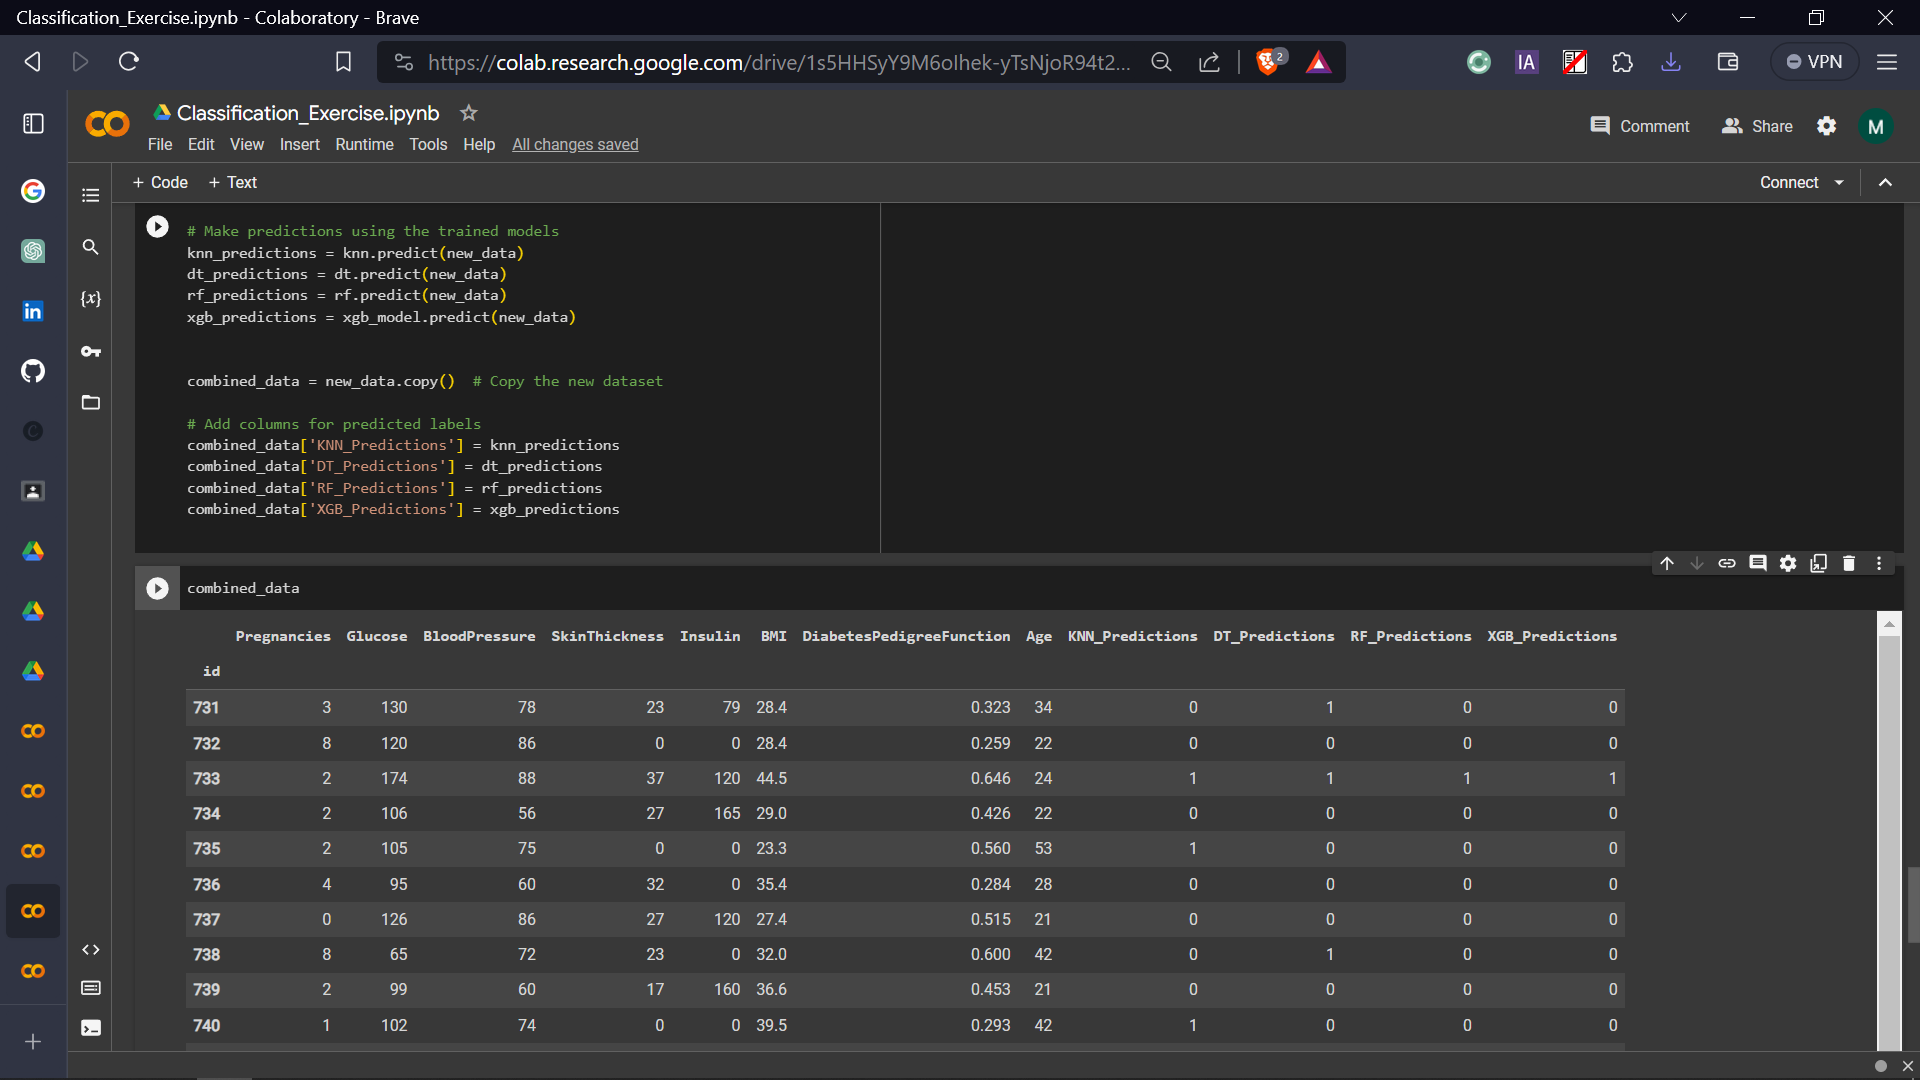 Classification_Exercise.ipynb - Colaboratory - Brave
https://colab.research.google.com/drive/1s5HHSyY9M6oIhek-yTsNjoR94t2...
2
IA
VPN
CO
Classification_Exercise.ipynb
File Edit View Insert Runtime Tools Help All changes saved
Comment
Share
M
+ Code + Text
Connect
{x}
in
# Make predictions using the trained models
knn_predictions = knn.predict(new_data)
dt_predictions = dt.predict(new_data)
rf_predictions = rf.predict(new_data)
xgb_predictions = xgb_model.predict(new_data)
combined_data = new_data.copy()  # Copy the new dataset
# Add columns for predicted labels
combined_data['KNN_Predictions'] = knn_predictions
combined_data['DT_Predictions'] = dt_predictions
combined_data['RF_Predictions'] = rf_predictions
combined_data['XGB_Predictions'] = xgb_predictions
combined_data
Pregnancies Glucose BloodPressure SkinThickness Insulin BMI DiabetesPedigreeFunction Age KNN_Predictions DT_Predictions RF_Predictions XGB_Predictions
id
731 3 130 78 23 79 28.4 0.323 34 0 1 0 0
732 8 120 86 0 0 28.4 0.259 22 0 0 0 0
733 2 174 88 37 120 44.5 0.646 24 1 1 1 1
734 2 106 56 27 165 29.0 0.426 22 0 0 0 0
735 2 105 75 0 0 23.3 0.560 53 1 0 0 0
736 4 95 60 32 0 35.4 0.284 28 0 0 0 0
737 0 126 86 27 120 27.4 0.515 21 0 0 0 0
738 8 65 72 23 0 32.0 0.600 42 0 1 0 0
739 2 99 60 17 160 36.6 0.453 21 0 0 0 0
740 1 102 74 0 0 39.5 0.293 42 1 0 0 0